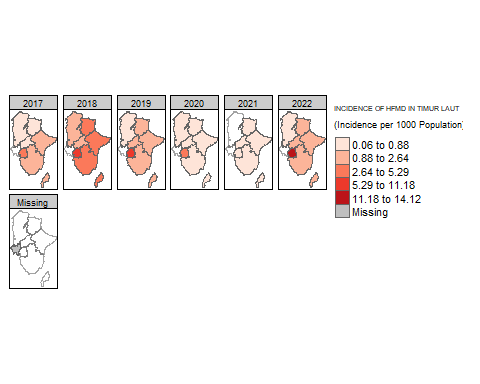 2017
2018
2019
2020
2021
2022
INCIDENCE OF HFMD IN TIMUR LAUT
(Incidence per 1000 Population)
0.06 to 0.88
0.88 to 2.64
2.64 to 5.29
5.29 to 11.18
11.18 to 14.12
Missing
Missing